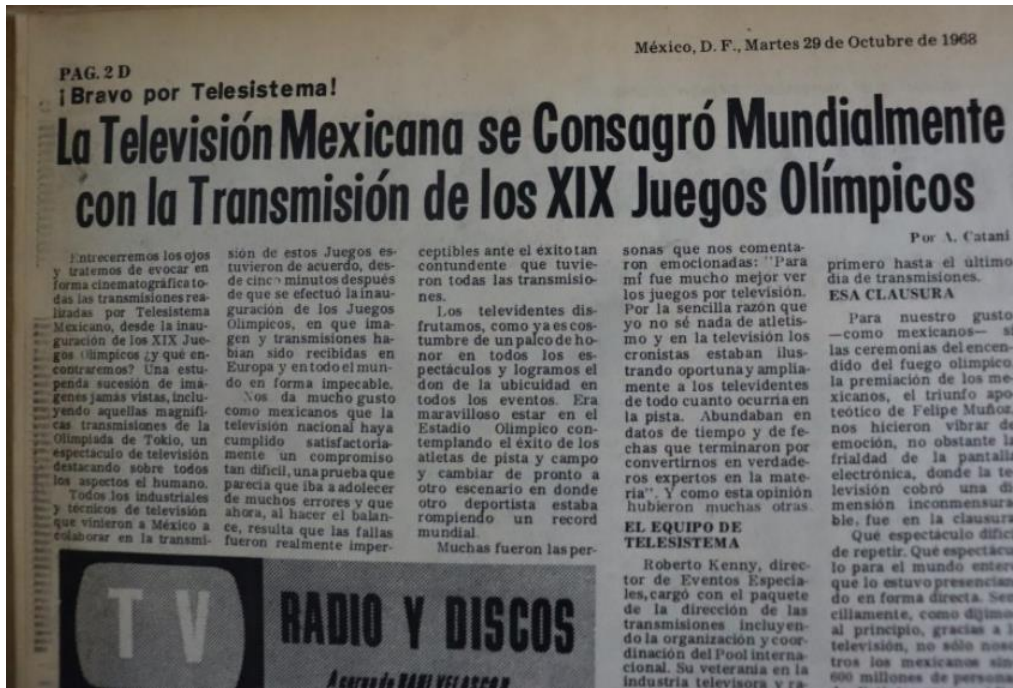 México, D. F., Martes 29 de Octubre de 1968
PAG. 2 D
¡Bravo por Telesistema!
La Televisión Mexicana se Consagró Mundialmente
con la Transmisión de los XIX Juegos Olímpicos
Por A. Catani
Entrecerremos los ojos
y tratemos de evocar en
forma cinematográfica to-
das las transmisiones rea-
lizadas por Telesistema
Mexicano, desde la inau-
guración de los XIX Jue-
gos Olímpicos ¿y qué en-
contraremos? Una estu-
penda sucesión de imá-
genes jamás vistas, inclu-
yendo aquellas magnífi-
cas transmisiones de la
Olimpiada de Tokio, un
espectáculo de televisión
destacando sobre todos
los aspectos el humano.
Todos los industriales
y técnicos de televisión
que vinieron a México a
colaborar en la transmi-
sión de estos Juegos es-
tuvieron de acuerdo, des-
de cinco minutos después
de que se efectuó la inau-
guración de los Juegos
Olímpicos, en que ima-
gen y transmisiones ha-
bían sido recibidas en
Europa y en todo el mun-
do en forma impecable.
Nos da mucho gusto
como mexicanos que la
televisión nacional haya
cumplido satisfactoria-
mente un compromiso
tan difícil, una prueba que
parecía que iba a adolecer
de muchos errores y que
ahora, al hacer el balan-
ce, resulta que las fallas
fueron realmente imper-
ceptibles ante el éxito tan
contundente que tuvie-
ron todas las transmisio-
nes.
Los televidentes dis-
frutamos, como ya es cos-
tumbre de un palco de ho-
nor en todos los es-
pectáculos y logramos el
don de la ubicuidad en
todos los eventos. Era
maravilloso estar en el
Estadio Olímpico con-
templando el éxito de los
atletas de pista y campo
y cambiar de pronto a
otro escenario en donde
otro deportista estaba
rompiendo un record
mundial.
Muchas fueron las per-
sonas que nos comenta-
ron emocionadas: "Para
mí fue mucho mejor ver
los juegos por televisión.
Por la sencilla razón que
yo no sé nada de atletis-
mo y en la televisión los
cronistas estaban ilus-
trando oportuna y amplia-
mente a los televidentes
de todo cuanto ocurría en
la pista. Abundaban en
datos de tiempo y de fe-
chas que terminaron por
convertirnos en verdade-
ros expertos en la mate-
ria". Y como esta opinión
hubieron muchas otras.
EL EQUIPO DE
TELESISTEMA
Roberto Kenny, direc-
tor de Eventos Especia-
les, cargó con el paquete
de la dirección de las
transmisiones incluyen-
do la organización y coor-
dinación del Pool interna-
cional. Su veteranía en la
industria televisora y ra-
primero hasta el último
día de transmisiones.
ESA CLAUSURA
Para nuestro gusto
—como mexicanos— si
las ceremonias del encen-
dido del fuego olímpico
la premiación de los me-
xicanos, el triunfo apo-
teótico de Felipe Muñoz,
nos hicieron vibrar de
emoción, no obstante la
frialdad de la pantalla
electrónica, donde la te-
levisión cobró una di-
mensión inconmensura-
ble, fue en la clausura
Qué espectáculo difíci
de repetir. Qué espectácu
lo para el mundo entero
que lo estuvo presencian
do en forma directa. Sen
cillamente, como dijimo
al principio, gracias a l
televisión, no sólo noso
tros los mexicanos sino
600 millones de persona
TV
RADIO Y DISCOS
A cargo de RAUL VELASCO